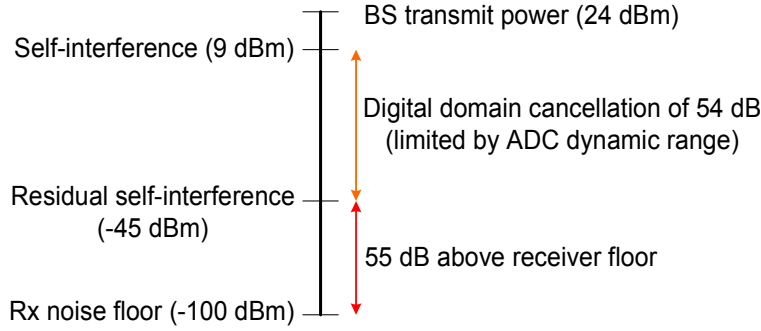 BS transmit power (24 dBm)
Self-interference (9 dBm)
Digital domain cancellation of 54 dB
(limited by ADC dynamic range)
Residual self-interference
(-45 dBm)
55 dB above receiver floor
Rx noise floor (-100 dBm)